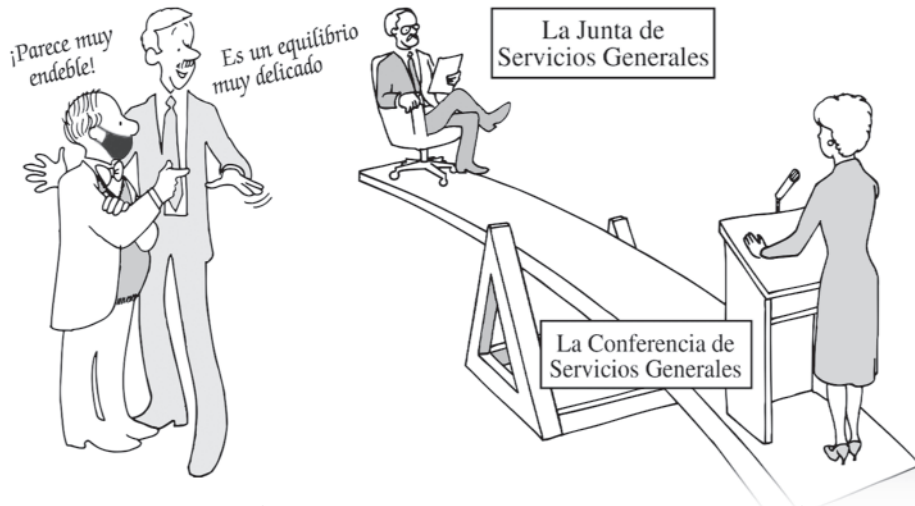 ¡Parece muy
endeble!
Es un equilibrio
muy delicado
La Junta de
Servicios Generales
La Conferencia de
Servicios Generales